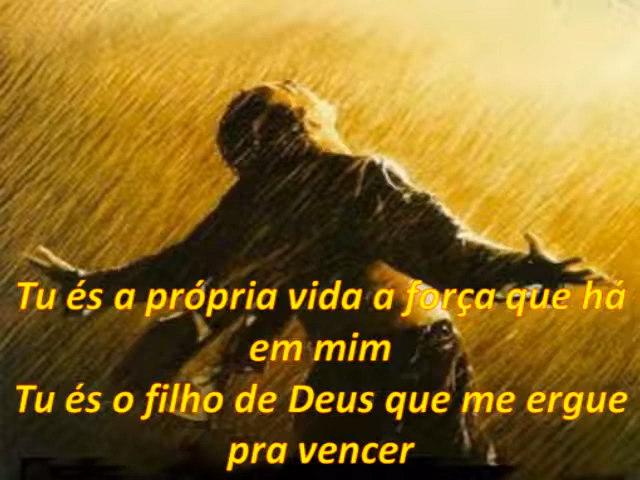 Tu és a própria vida a força que há
em mim
Tu és o filho de Deus que me ergue
pra vencer